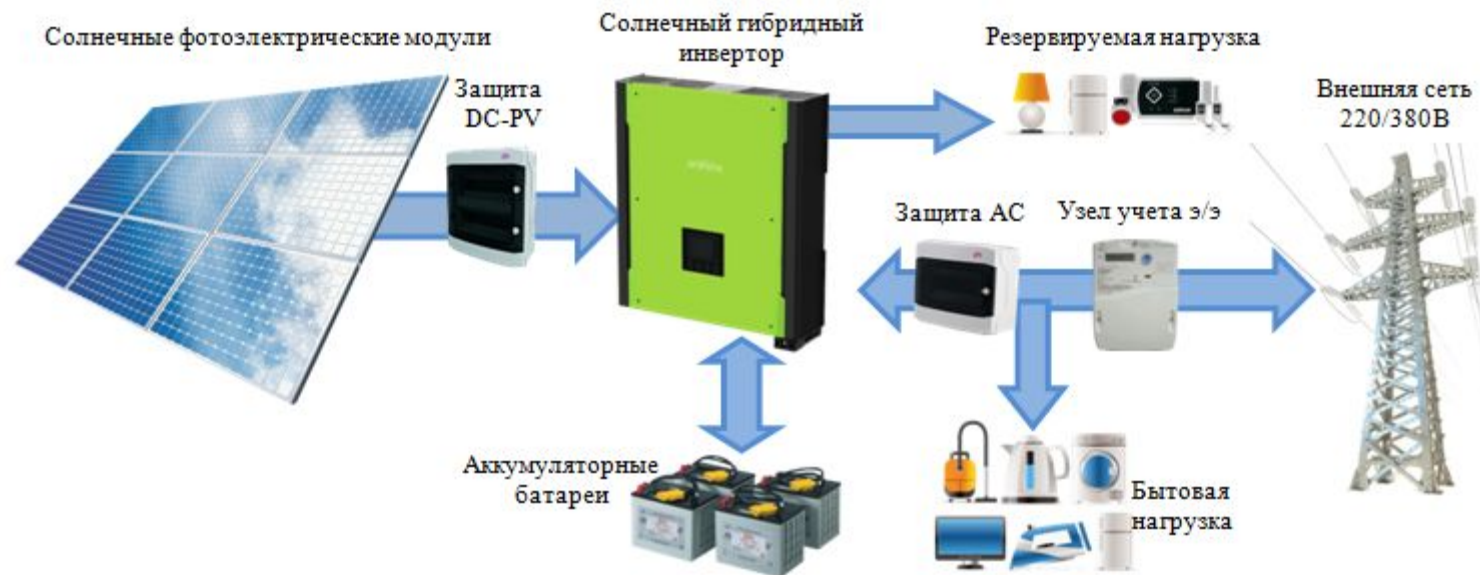 Солнечные фотоэлектрические модули
Защита
DC-PV
Солнечный гибридный
инвертор
Резервируемая нагрузка
Внешняя сеть
220/380В
Защита АС
Узел учета э/э
Аккумуляторные
батареи
Бытовая
нагрузка